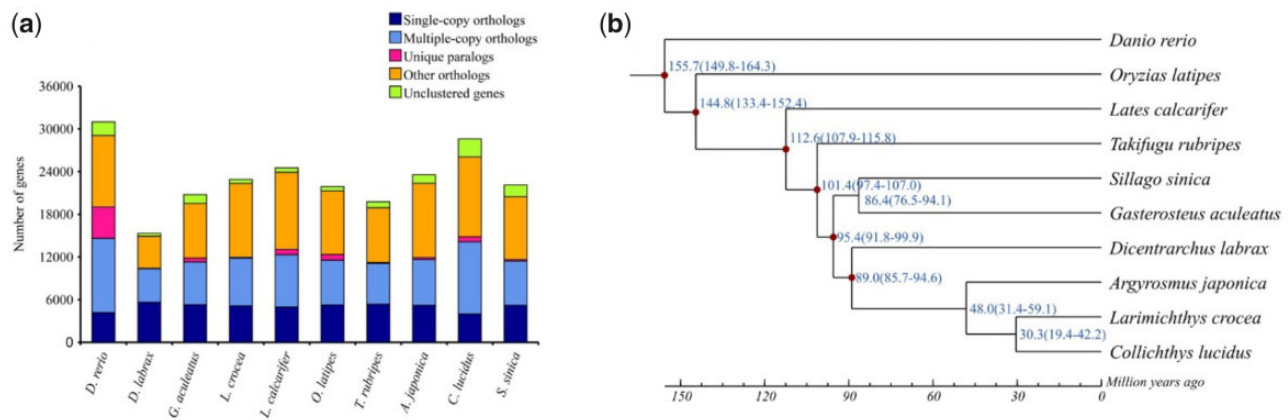 (a)
Single-copy orthologs
Multiple-copy orthologs
Unique paralogs
Other orthologs
Unclustered genes
Number of genes
36000
30000
24000
18000
12000
6000
0
D. rerio
D. labrax
G. aculeatus
L. crocea
L. calcarifer
O. latipes
T. rubripes
A. japonica
C. lucidus
S. sinica
(b)
Danio rerio
155.7(149.8-164.3)
Oryzias latipes
144.8(133.4-152.4)
Lates calcarifer
112.6(107.9-115.8)
Takifugu rubripes
101.4(97.4-107.0)
Sillago sinica
86.4(76.5-94.1)
Gasterosteus aculeatus
95.4(91.8-99.9)
Dicentrarchus labrax
89.0(85.7-94.6)
Argyrosmus japonica
48.0(31.4-59.1)
Larimichthys crocea
30.3(19.4-42.2)
Collichthys lucidus
Million years ago
150 120 90 60 30 0